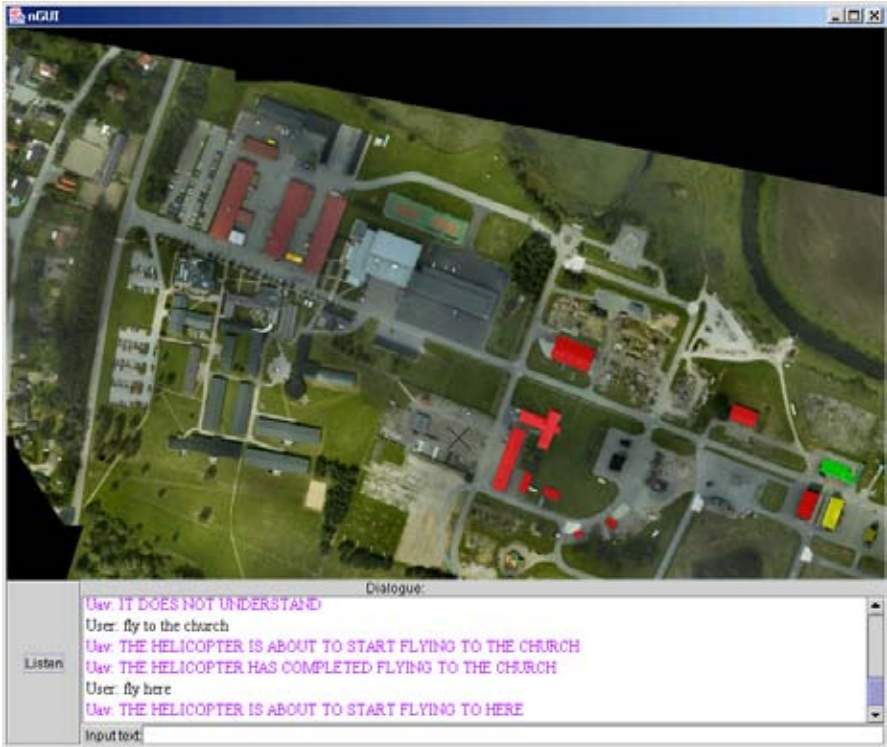 nGUI
Dialogue:
Uav: IT DOES NOT UNDERSTAND
User: fly to the church
Uav: THE HELICOPTER IS ABOUT TO START FLYING TO THE CHURCH
Uav: THE HELICOPTER HAS COMPLETED FLYING TO THE CHURCH
User: fly here
Uav: THE HELICOPTER IS ABOUT TO START FLYING TO HERE
Listen
Input text: